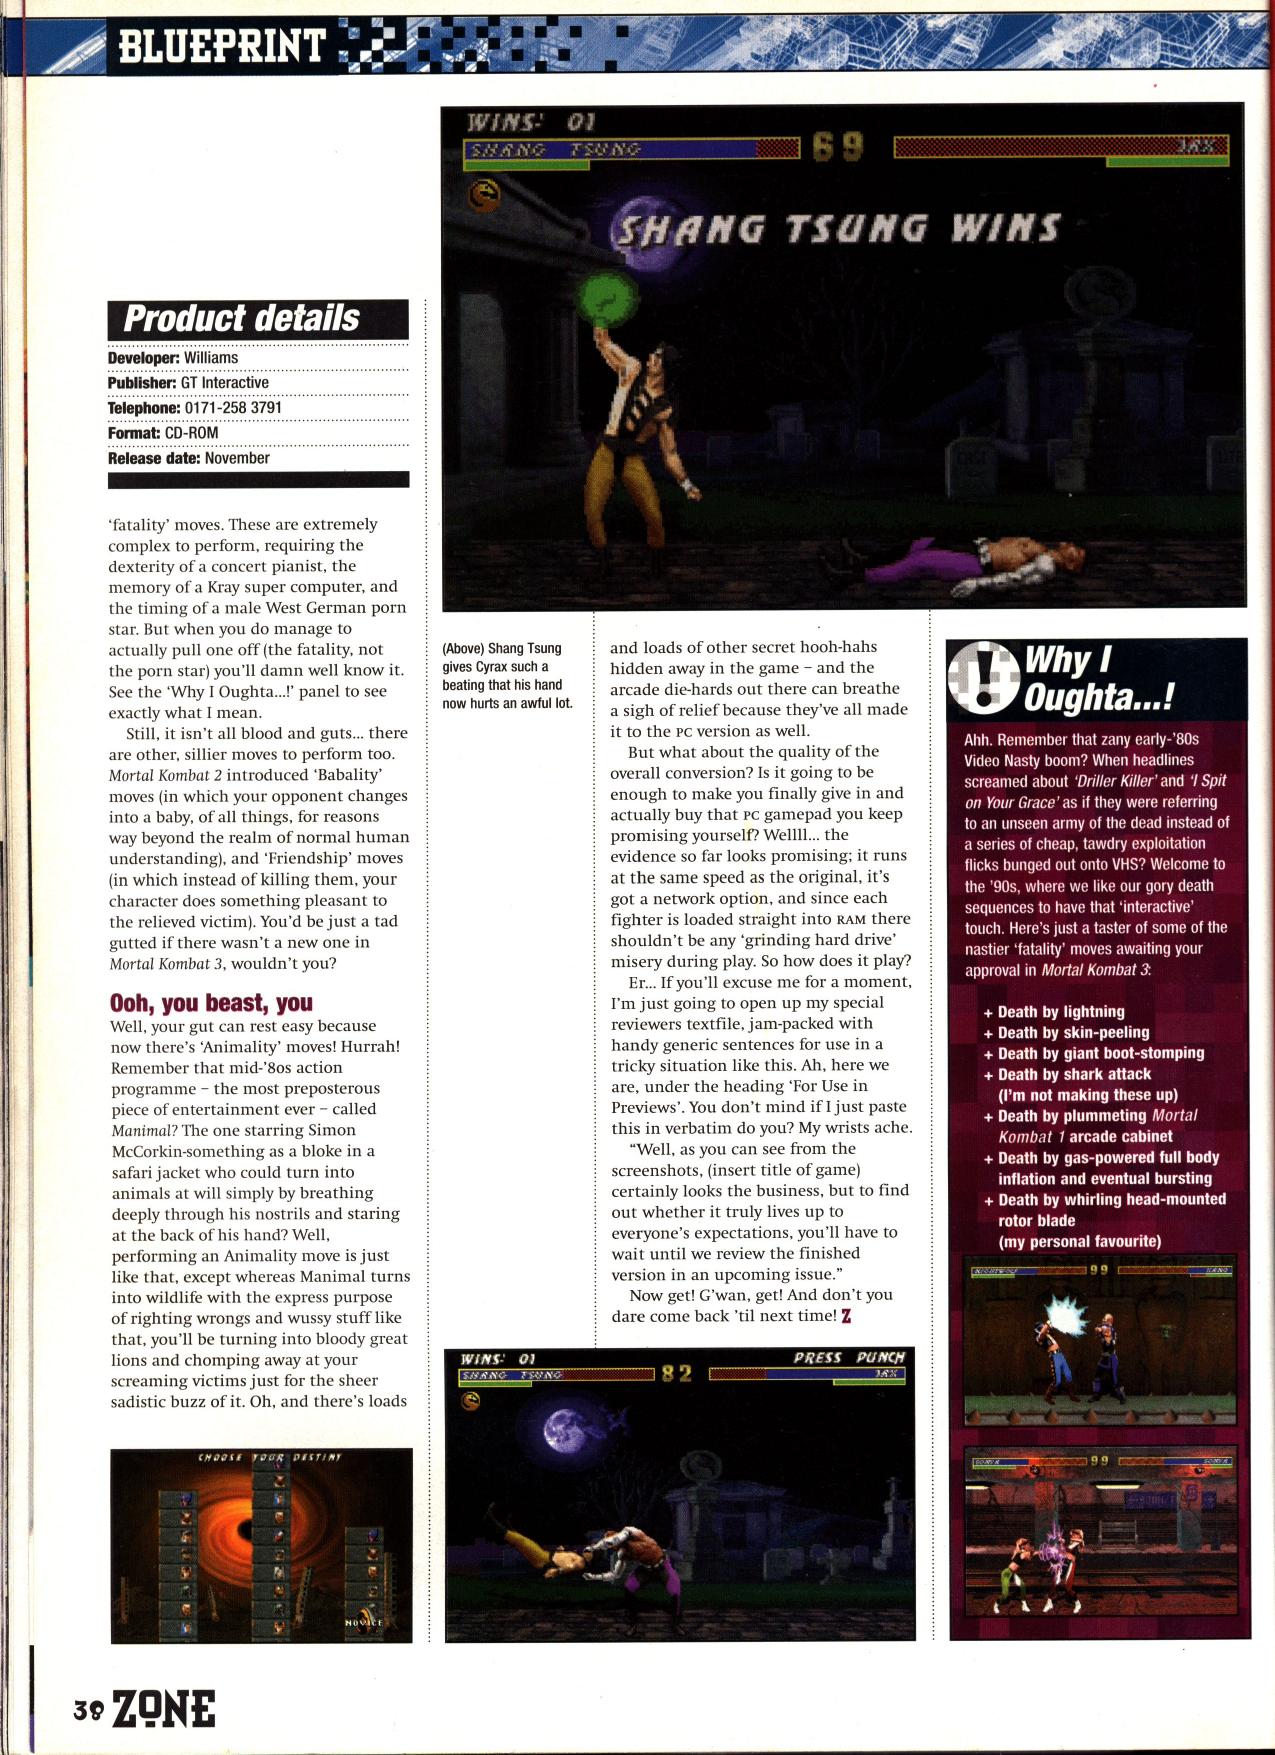 BLUEPRINT
WINS: 01
SHANG TSUNG
69
JAX
SHANG TSUNG WINS
Product details
Developer: Williams
Publisher: GT Interactive
Telephone: 0171-258 3791
Format: CD-ROM
Release date: November
‘fatality’ moves. These are extremely
complex to perform, requiring the
dexterity of a concert pianist, the
memory of a Kray super computer, and
the timing of a male West German porn
star. But when you do manage to
actually pull one off (the fatality, not
the porn star) you’ll damn well know it.
See the ‘Why I Oughta...!’ panel to see
exactly what I mean.
Still, it isn’t all blood and guts... there
are other, sillier moves to perform too.
Mortal Kombat 2 introduced ‘Babality’
moves (in which your opponent changes
into a baby, of all things, for reasons
way beyond the realm of normal human
understanding), and ‘Friendship’ moves
(in which instead of killing them, your
character does something pleasant to
the relieved victim). You’d be just a tad
gutted if there wasn’t a new one in
Mortal Kombat 3, wouldn’t you?
Ooh, you beast, you
Well, your gut can rest easy because
now there’s ‘Animality’ moves! Hurrah!
Remember that mid-’80s action
programme – the most preposterous
piece of entertainment ever – called
Manimal? The one starring Simon
McCorkin-something as a bloke in a
safari jacket who could turn into
animals at will simply by breathing
deeply through his nostrils and staring
at the back of his hand? Well,
performing an Animality move is just
like that, except whereas Manimal turns
into wildlife with the express purpose
of righting wrongs and wussy stuff like
that, you’ll be turning into bloody great
lions and chomping away at your
screaming victims just for the sheer
sadistic buzz of it. Oh, and there’s loads
(Above) Shang Tsung
gives Cyrax such a
beating that his hand
now hurts an awful lot.
and loads of other secret hooh-hahs
hidden away in the game – and the
arcade die-hards out there can breathe
a sigh of relief because they’ve all made
it to the PC version as well.
But what about the quality of the
overall conversion? Is it going to be
enough to make you finally give in and
actually buy that PC gamepad you keep
promising yourself? Wellll... the
evidence so far looks promising; it runs
at the same speed as the original, it’s
got a network option, and since each
fighter is loaded straight into RAM there
shouldn’t be any ‘grinding hard drive’
misery during play. So how does it play?
Er... If you’ll excuse me for a moment,
I’m just going to open up my special
reviewers textfile, jam-packed with
handy generic sentences for use in a
tricky situation like this. Ah, here we
are, under the heading ‘For Use in
Previews’. You don’t mind if I just paste
this in verbatim do you? My wrists ache.
“Well, as you can see from the
screenshots, (insert title of game)
certainly looks the business, but to find
out whether it truly lives up to
everyone’s expectations, you’ll have to
wait until we review the finished
version in an upcoming issue.”
Now get! G’wan, get! And don’t you
dare come back ’til next time! Z
! Why I
Oughta...!
Ahh. Remember that zany early-’80s
Video Nasty boom? When headlines
screamed about ‘Driller Killer’ and ‘I Spit
on Your Grace’ as if they were referring
to an unseen army of the dead instead of
a series of cheap, tawdry exploitation
flicks bunged out onto VHS? Welcome to
the ’90s, where we like our gory death
sequences to have that ‘interactive’
touch. Here’s just a taster of some of the
nastier ‘fatality’ moves awaiting your
approval in Mortal Kombat 3:
+ Death by lightning
+ Death by skin-peeling
+ Death by giant boot-stomping
+ Death by shark attack
(I’m not making these up)
+ Death by plummeting Mortal
Kombat 1 arcade cabinet
+ Death by gas-powered full body
inflation and eventual bursting
+ Death by whirling head-mounted
rotor blade
(my personal favourite)
CHOOSE YOUR DESTINY
NOVICE
WINS: 01
PRESS PUNCH
SHANG TSUNG
82
JAX
NIGHTWOLF
99
KANO
SONYA
99
SONYA
38 ZONE